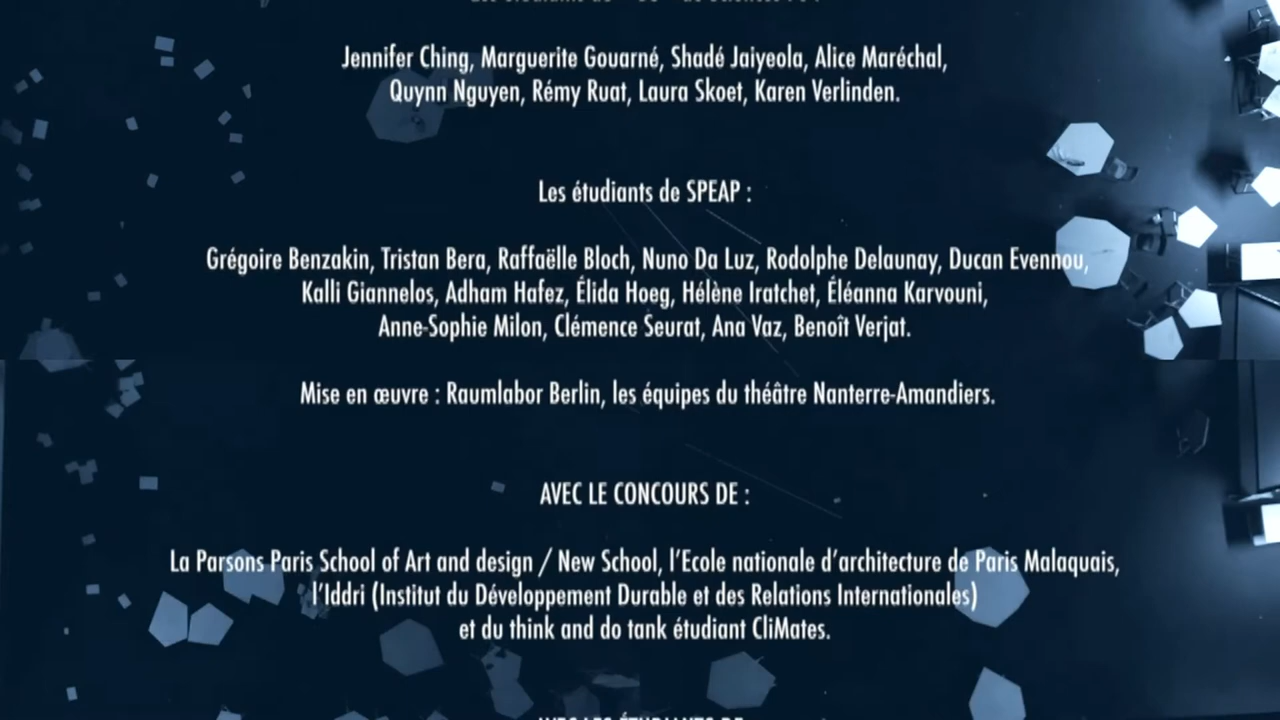 Jennifer Ching, Marguerite Gouarné, Shadé Jaiyeola, Alice Maréchal,
Quynn Nguyen, Rémy Ruat, Laura Skoet, Karen Verlinden.
Les étudiants de SPEAP :
Grégoire Benzakin, Tristan Bera, Raffaëlle Bloch, Nuno Da Luz, Rodolphe Delaunay, Ducan Evennou,
Kalli Giannelos, Adham Hafez, Élida Hoeg, Hélène Iratchet, Éléanna Karvouni,
Anne-Sophie Milon, Clémence Seurat, Ana Vaz, Benoît Verjat.
Mise en œuvre : Raumlabor Berlin, les équipes du théâtre Nanterre-Amandiers.
AVEC LE CONCOURS DE :
La Parsons Paris School of Art and design / New School, l’Ecole nationale d’architecture de Paris Malaquais,
l’Iddri (Institut du Développement Durable et des Relations Internationales)
et du think and do tank étudiant CliMates.